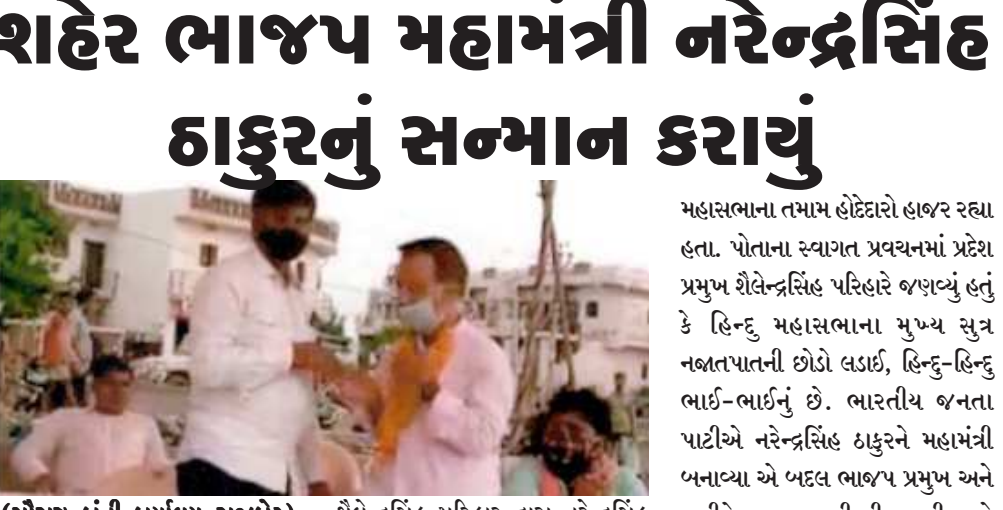 શહેર ભાજપ મહામંત્રી નરેન્દ્રસિંહ
ઠાકુરનું સન્માન કરાયું
મહાસભાના તમામ હોદેદારો હાજર રહ્યા
હતા. પોતાના સ્વાગત પ્રવચનમાં પ્રદેશ
પ્રમુખ શૈલેન્દ્રસિંહ પરિહારે જણવ્યું હતું
કે હિન્દુ મહાસભાના મુખ્ય સુત્ર
નજાતપાતની છોડો લડાઇ, હિન્દુ-હિન્દુ
ભાઈ-ભાઈનું છે. ભારતીય જનતા
પાટીએ નરેન્દ્રસિંહ ઠાકુરને મહામંત્રી
બનાવ્યા એ બદલ ભાજપ પ્રમુખ અને